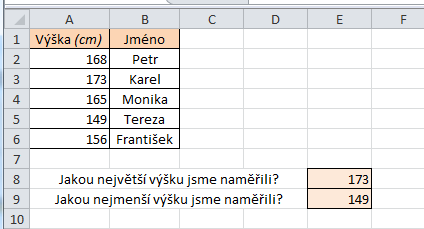 A B C D E F
1 Výška (cm) Jméno
2 168 Petr
3 173 Karel
4 165 Monika
5 149 Tereza
6 156 František
7
8 Jakou největší výšku jsme naměřili? 173
9 Jakou nejmenší výšku jsme naměřili? 149
10